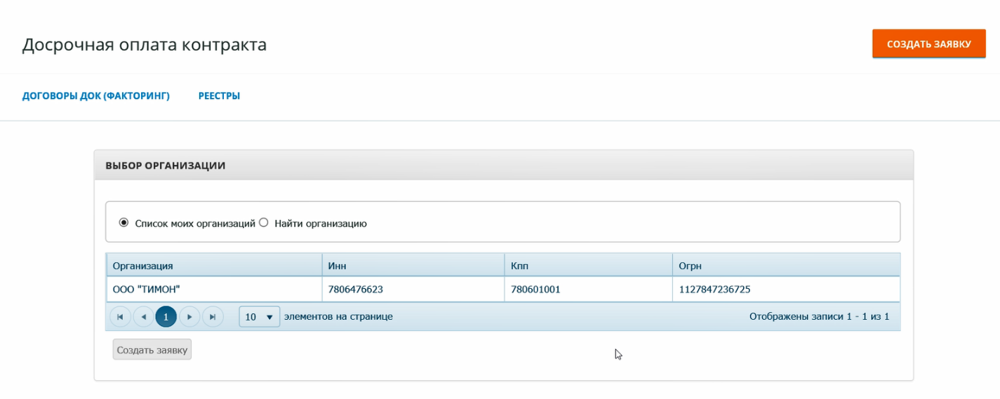 Досрочная оплата контракта
СОЗДАТЬ ЗАЯВКУ
ДОГОВОРЫ ДОК (ФАКТОРИНГ) РЕЕСТРЫ
ВЫБОР ОРГАНИЗАЦИИ
Список моих организаций Найти организацию
Организация Инн Кпп Огрн
ООО "ТИМОН" 7806476623 780601001 1127847236725
1 10 элементов на странице Отображены записи 1 - 1 из 1
Создать заявку